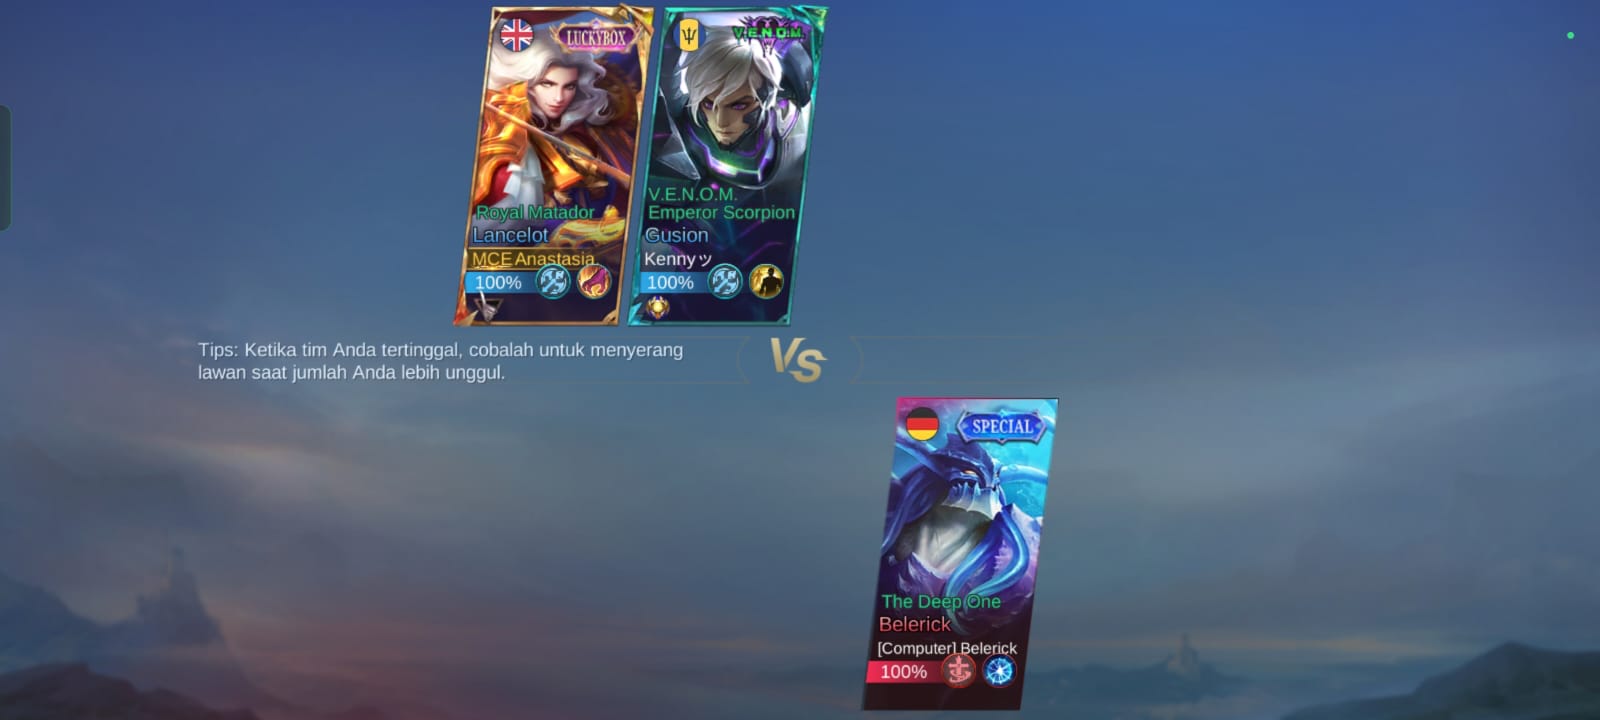 LUCKYBOX
Royal Matador
Lancelot
MCE Anastasia.
100%
V.E.N.O.M.
V.E.N.O.M.
Emperor Scorpion
Gusion
Kennyッ
100%
Tips: Ketika tim Anda tertinggal, cobalah untuk menyerang
lawan saat jumlah Anda lebih unggul.
VS
SPECIAL
The Deep One
Belerick
[Computer] Belerick
100%